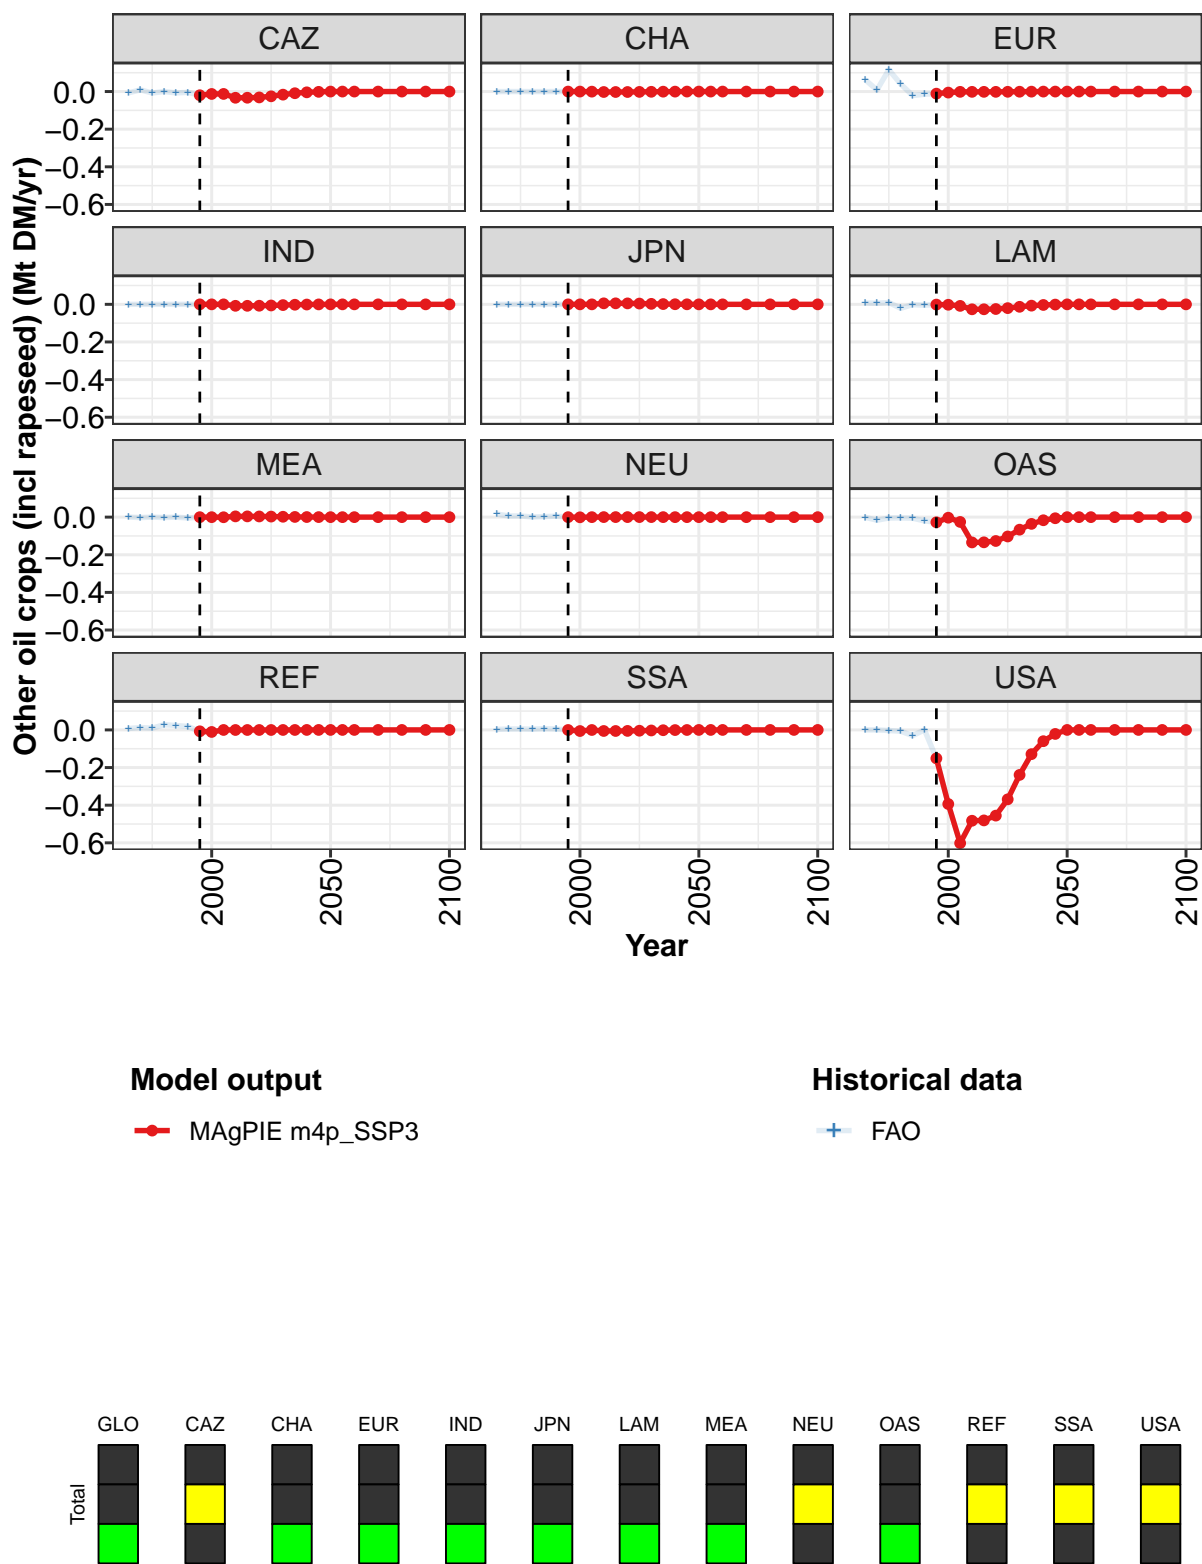 CAZ CHA EUR
0.0
−0.2
−0.4
−0.6
IND JPN LAM
0.0
−0.2
−0.4
−0.6
MEA NEU OAS
0.0
−0.2
−0.4
−0.6
REF SSA USA
0.0
−0.2
−0.4
−0.6
Other oil crops (incl rapeseed) (Mt DM/yr)
2000 2050 2100 2000 2050 2100 2000 2050 2100
Year
Model output Historical data
MAgPIE m4p_SSP3 FAO
GLO CAZ CHA EUR IND JPN LAM MEA NEU OAS REF SSA USA
Total